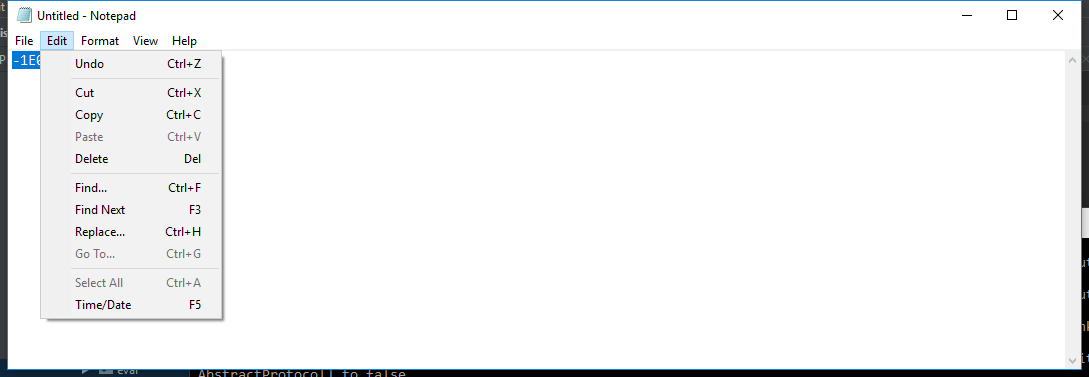 Untitled - Notepad
File Edit Format View Help
-1E
Undo Ctrl+Z
Cut Ctrl+X
Copy Ctrl+C
Paste Ctrl+V
Delete Del
Find... Ctrl+F
Find Next F3
Replace... Ctrl+H
Go To... Ctrl+G
Select All Ctrl+A
Time/Date F5
eval
AbstractProtocol] to false